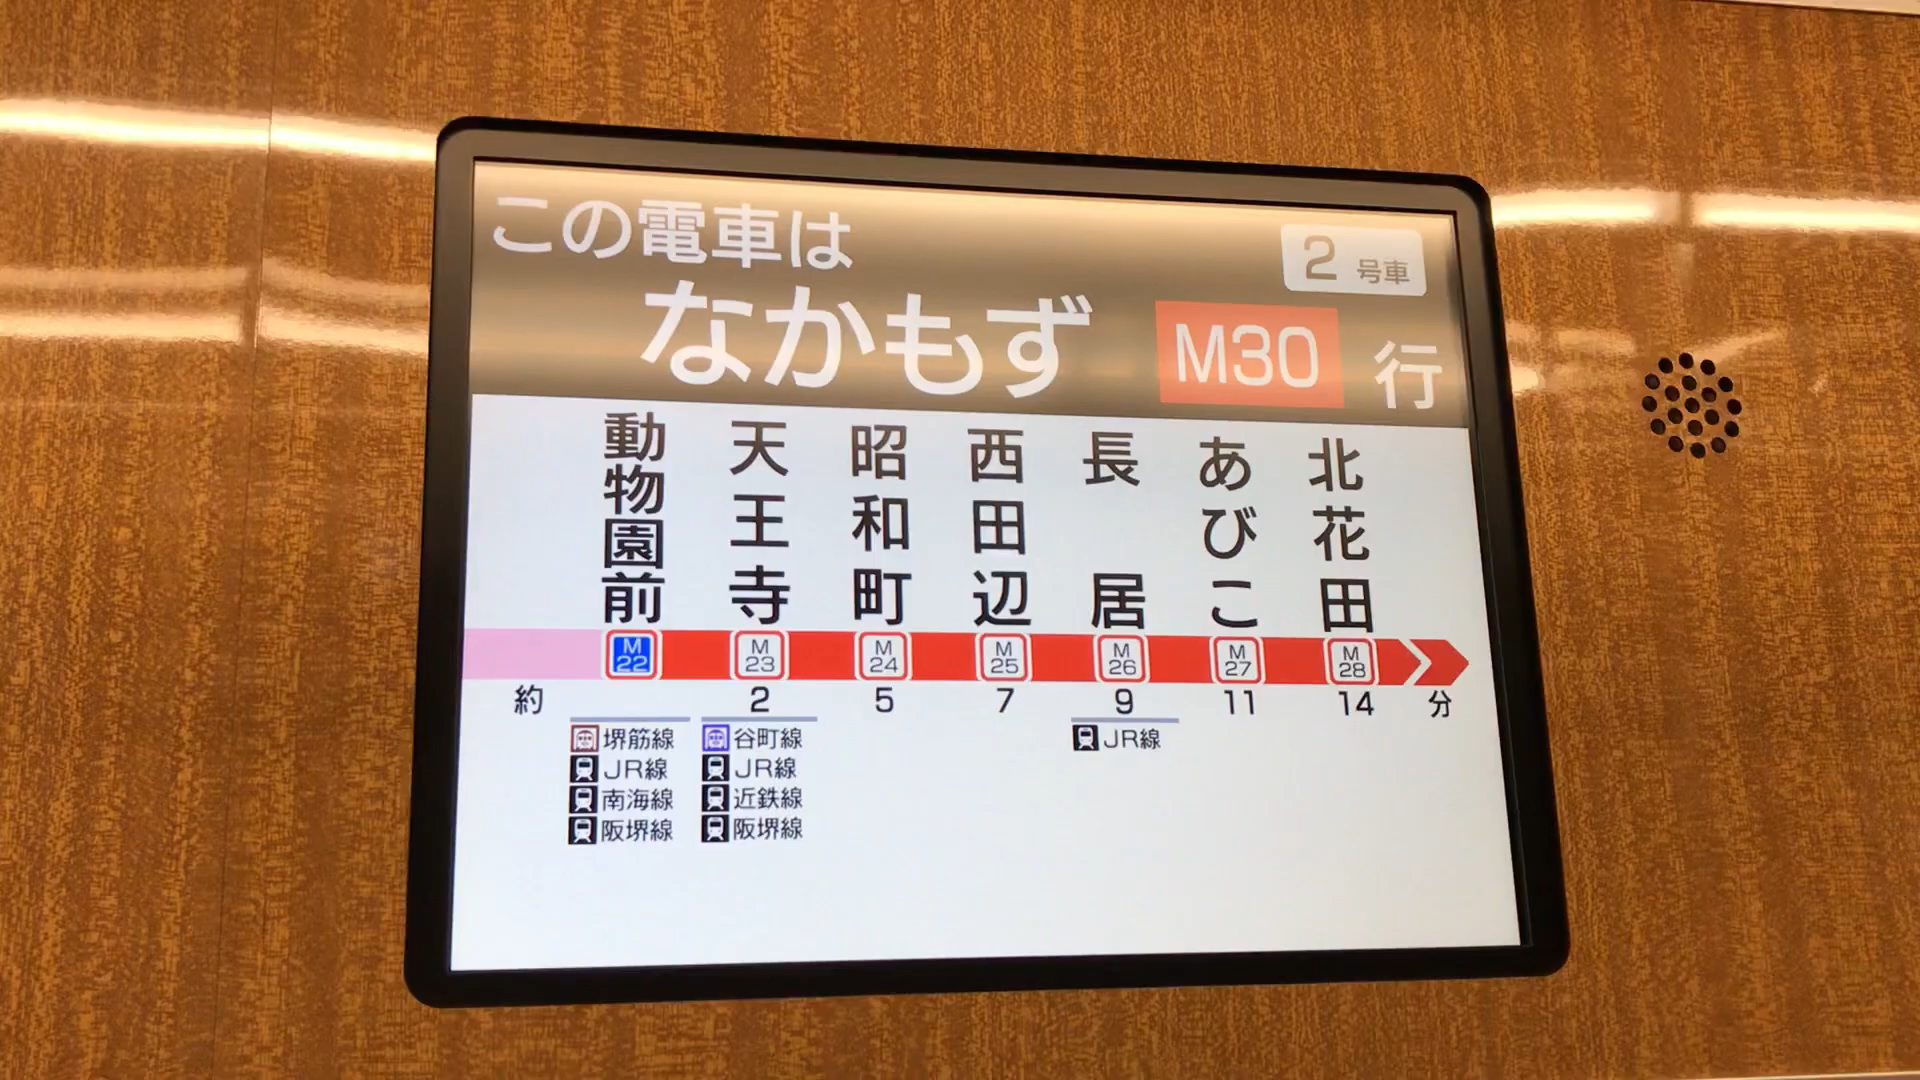 この電車は
2 号車
なかもず M30 行
動物園前
天王寺
昭和町
西田辺
長居
あびこ
北花田
M22 M23 M24 M25 M26 M27 M28
約 2 5 7 9 11 14 分
堺筋線
JR線
南海線
阪堺線
谷町線
JR線
近鉄線
阪堺線
JR線